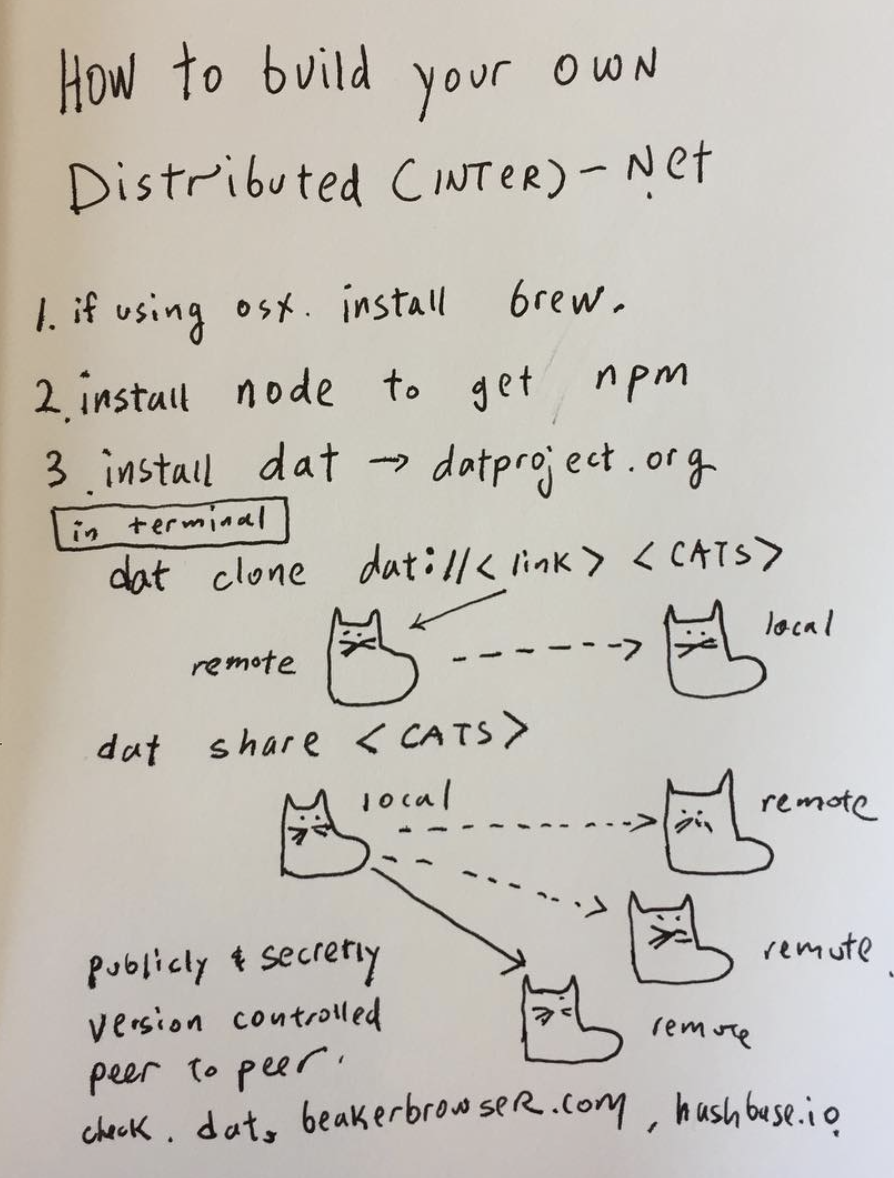 How to build your own
Distributed (INTER)-Net
1. if using osx. install brew.
2. install node to get npm
3. install dat → datproject.org
in terminal
dat clone dat://<link> <CATS>
remote
local
dat share <CATS>
local
remote
remote
remote
publicly & secretly
version controlled
peer to peer.
check. dat, beakerbrowser.com, hashbase.io